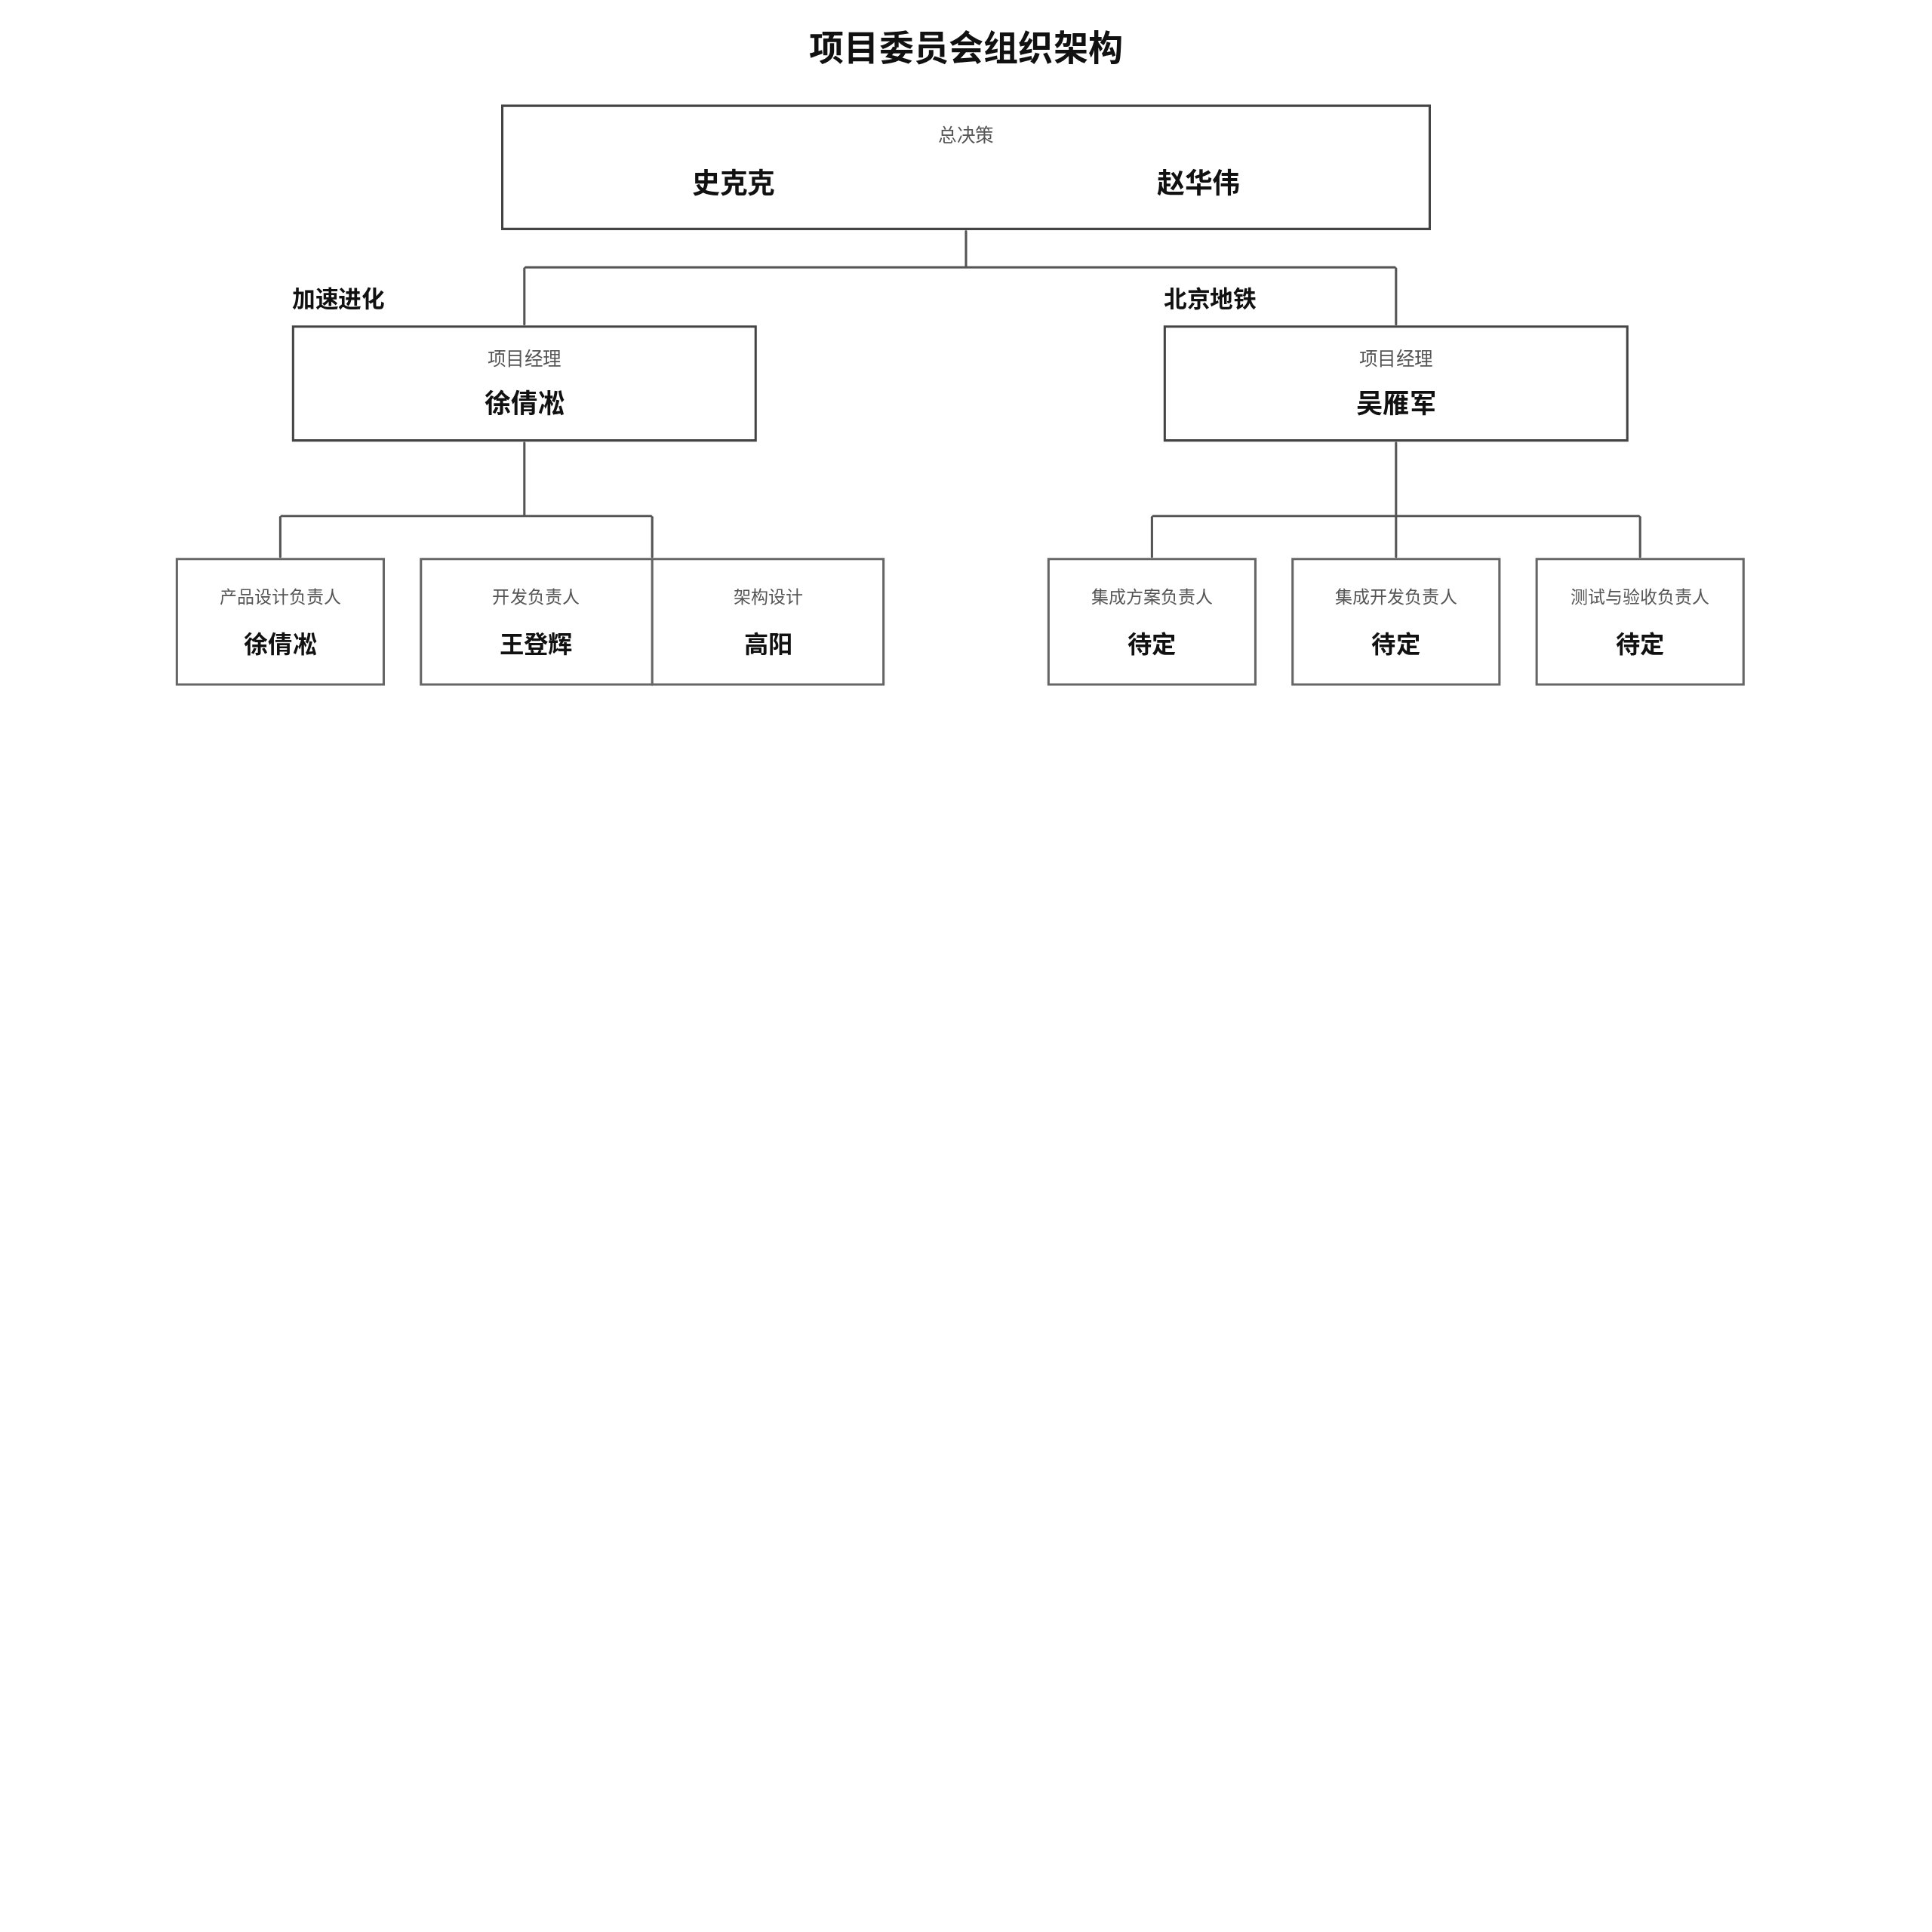 项目委员会组织架构
总决策
史克克 赵华伟
加速进化 北京地铁
项目经理 项目经理
徐倩凇 吴雁军
产品设计负责人 开发负责人 架构设计 集成方案负责人 集成开发负责人 测试与验收负责人
徐倩凇 王登辉 高阳 待定 待定 待定